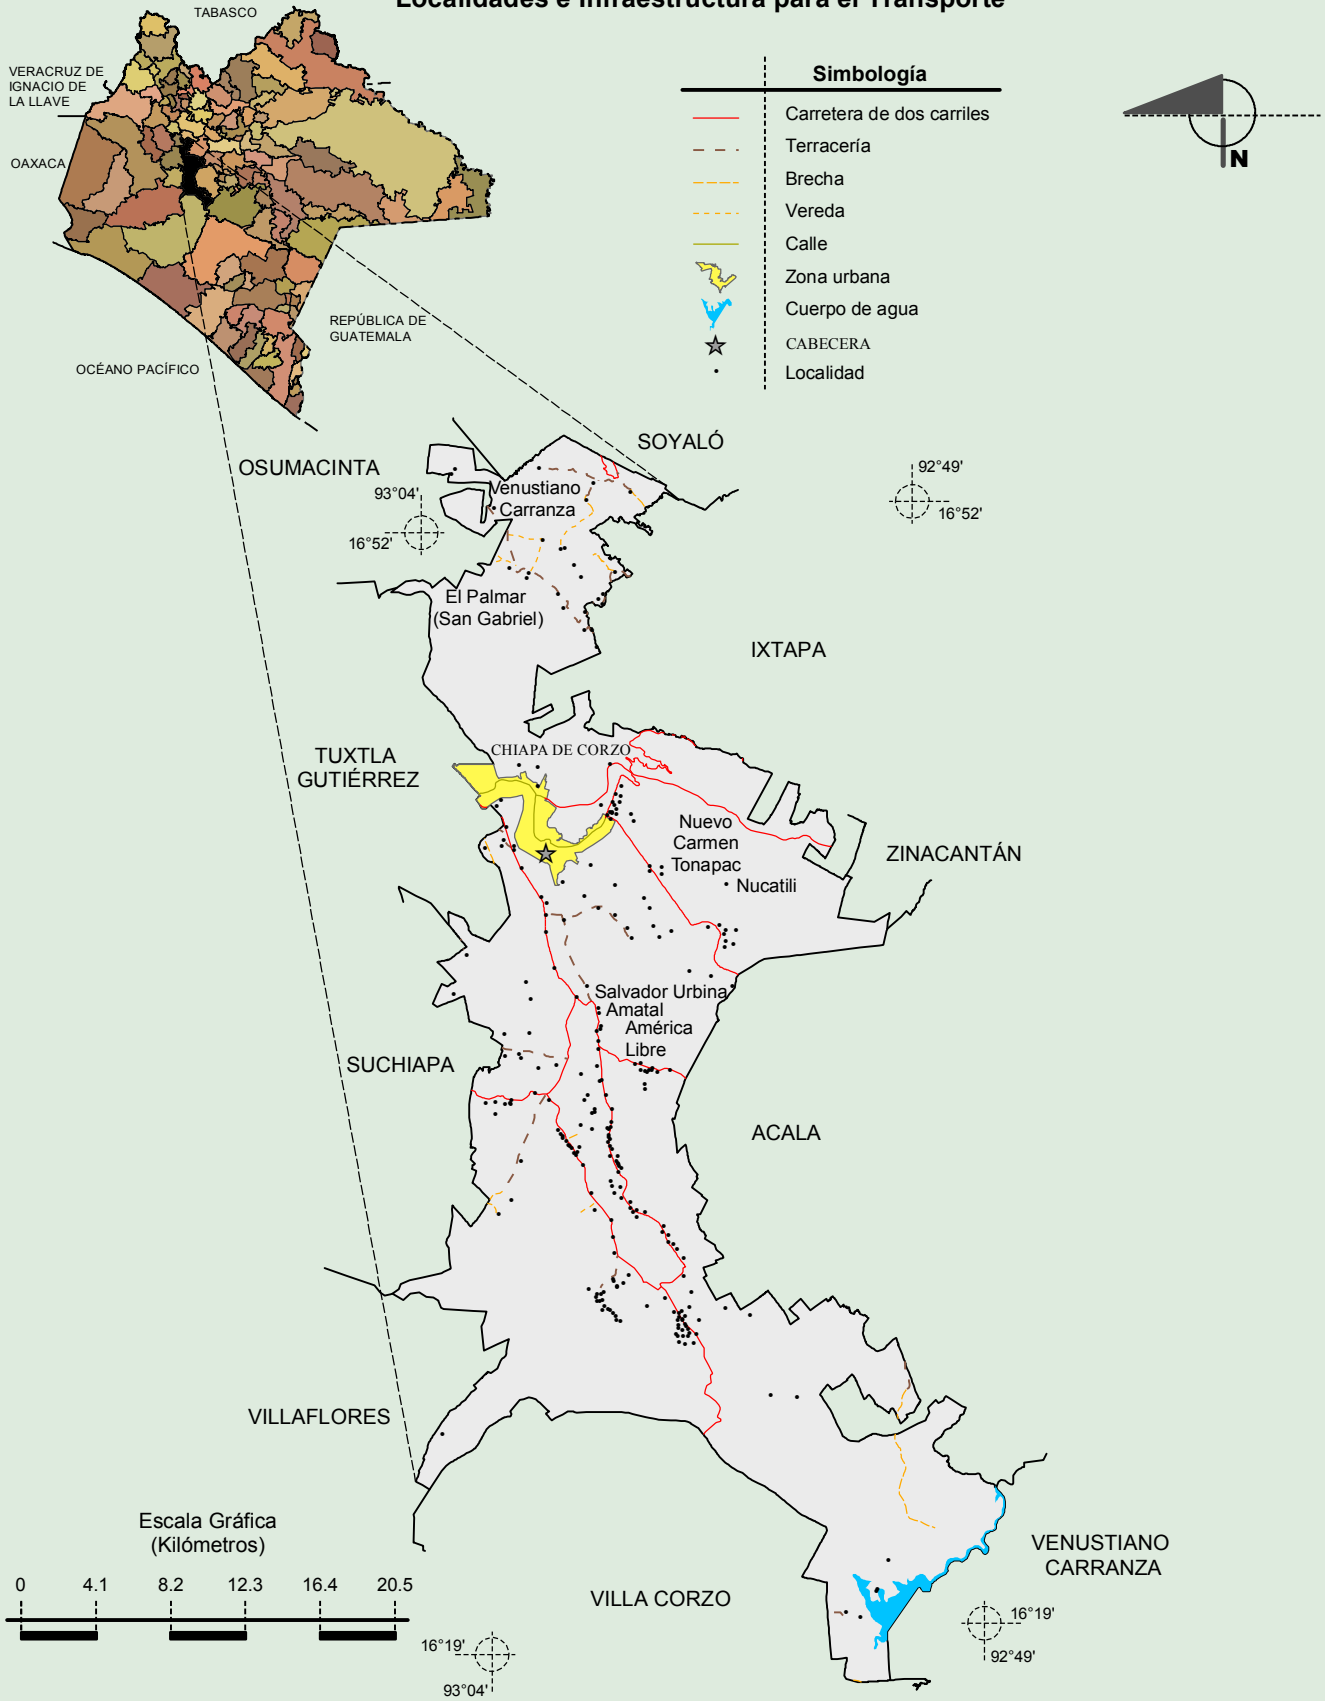 Localidades e Infraestructura para el Transporte
TABASCO
VERACRUZ DE
IGNACIO DE
LA LLAVE
OAXACA
REPÚBLICA DE
GUATEMALA
OCÉANO PACÍFICO
Simbología
Carretera de dos carriles
Terracería
Brecha
Vereda
Calle
Zona urbana
Cuerpo de agua
CABECERA
Localidad
N
SOYALÓ
OSUMACINTA
93°04'
16°52'
92°49'
16°52'
Venustiano
Carranza
El Palmar
(San Gabriel)
IXTAPA
TUXTLA
GUTIÉRREZ
CHIAPA DE CORZO
Nuevo
Carmen
Tonapac
Nucatili
ZINACANTÁN
Salvador Urbina
Amatal
América
Libre
SUCHIAPA
ACALA
VILLAFLORES
Escala Gráfica
(Kilómetros)
0 4.1 8.2 12.3 16.4 20.5
VILLA CORZO
VENUSTIANO
CARRANZA
16°19'
92°49'
16°19'
93°04'